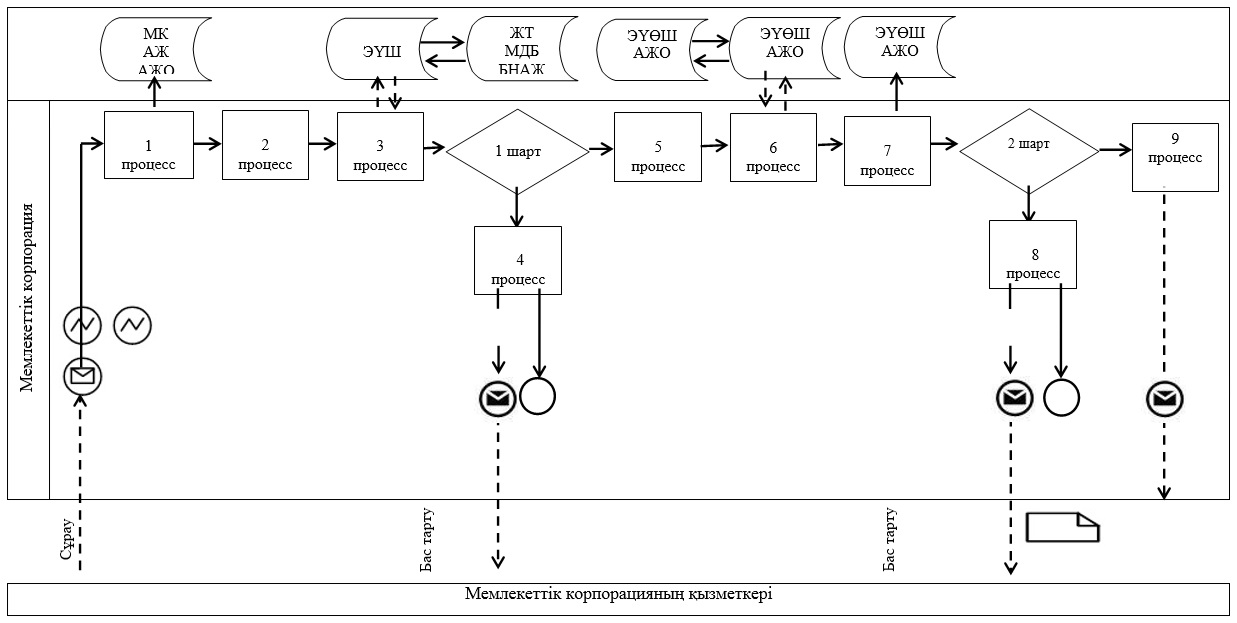 МК
АЖ
АЖО
ЭҮШ
ЖТ
МДБ
БНАЖ
ЭҮӨШ
АЖО
ЭҮӨШ
АЖО
ЭҮӨШ
АЖО
Мемлекеттік корпорация
1
процесс
2
процесс
3
процесс
1 шарт
5
процесс
6
процесс
7
процесс
2 шарт
9
процесс
4
процесс
8
процесс
Сұрау
Бас тарту
Бас тарту
Мемлекеттік корпорацияның қызметкері